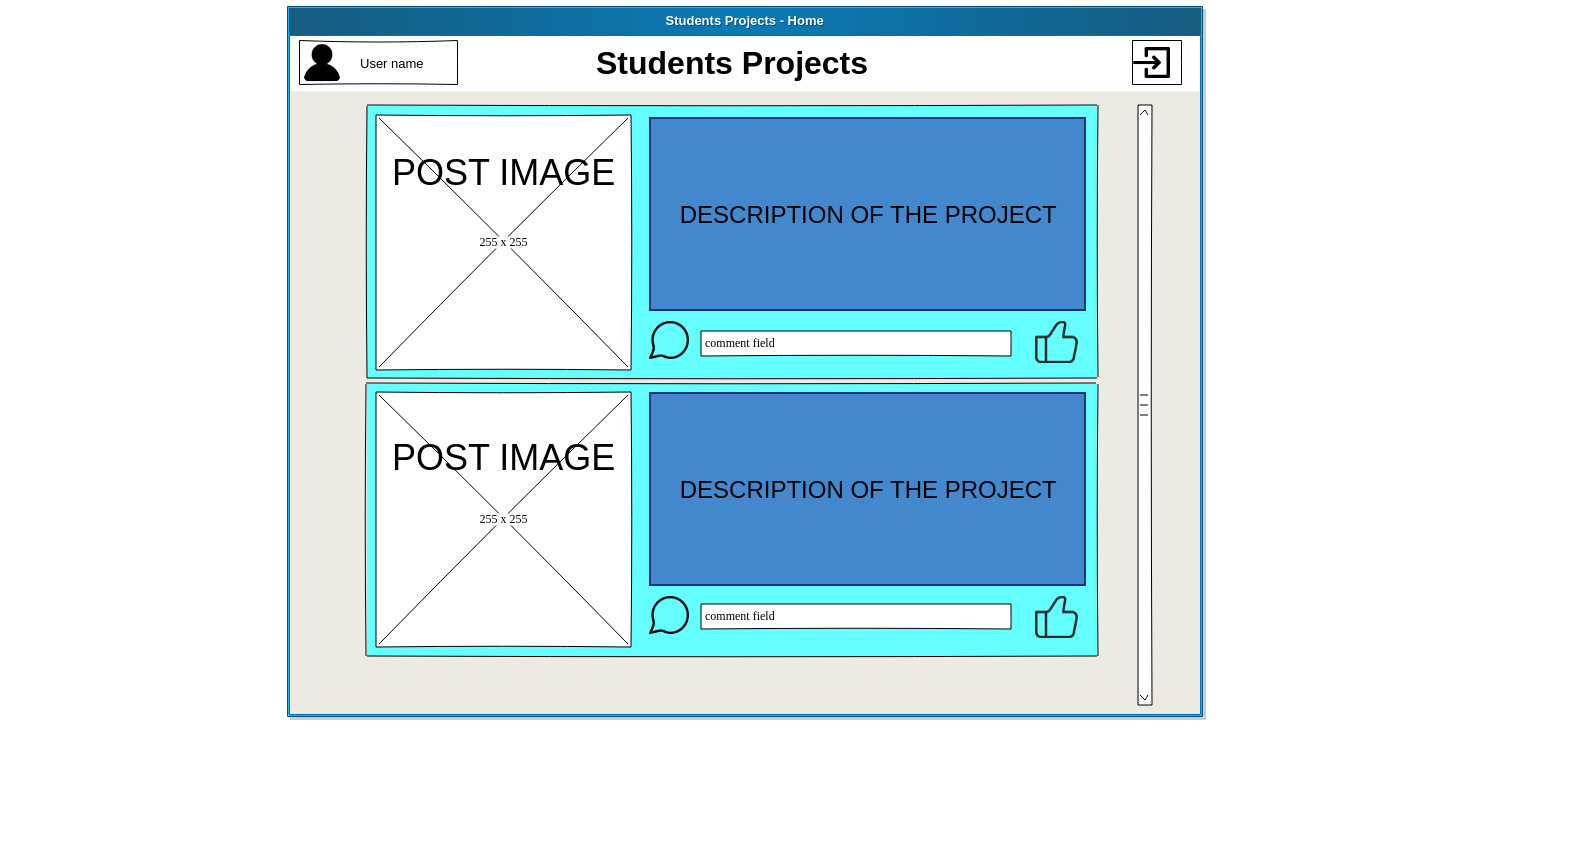 Students Projects - Home
User name
Students Projects
POST IMAGE
255 x 255
DESCRIPTION OF THE PROJECT
comment field
POST IMAGE
255 x 255
DESCRIPTION OF THE PROJECT
comment field